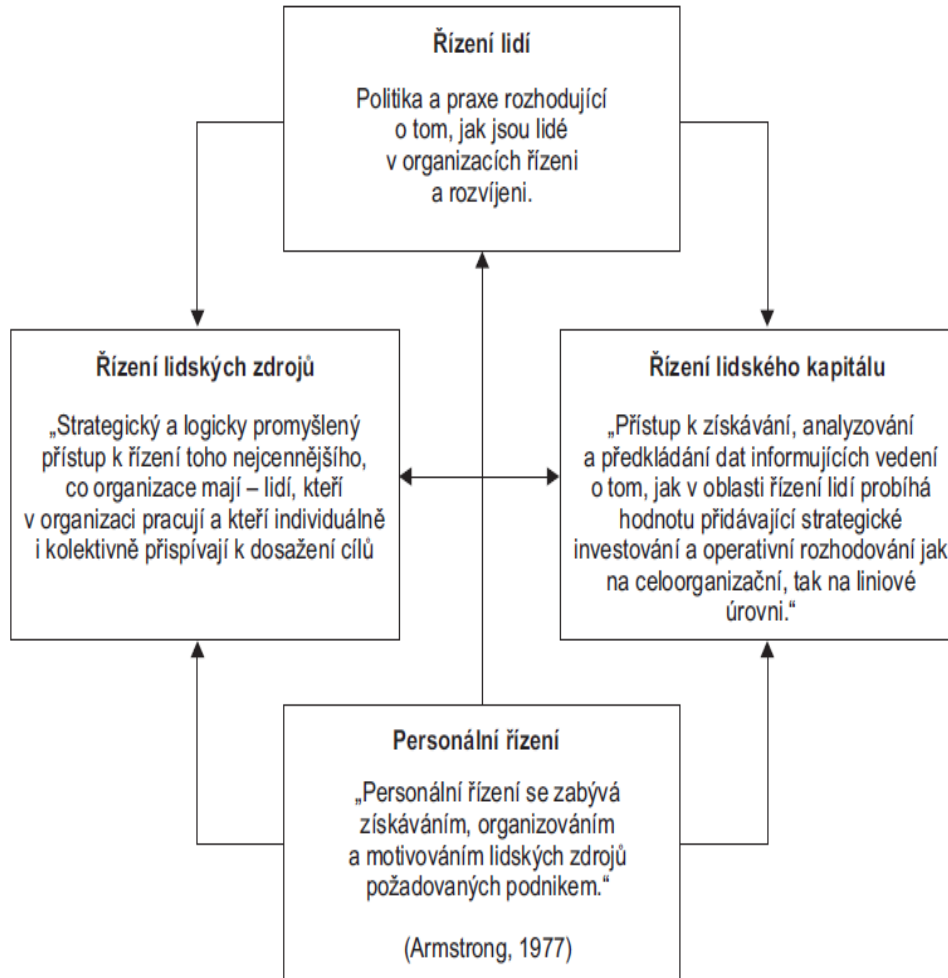 Řízení lidí
Politika a praxe rozhodující
o tom, jak jsou lidé
v organizacích řízeni
a rozvíjeni.
Řízení lidských zdrojů
„Strategický a logicky promyšlený
přístup k řízení toho nejcennějšího,
co organizace mají – lidí, kteří
v organizaci pracují a kteří individuálně
i kolektivně přispívají k dosažení cílů
Řízení lidského kapitálu
„Přístup k získávání, analyzování
a předkládání dat informujících vedení
o tom, jak v oblasti řízení lidí probíhá
hodnotu přidávající strategické
investování a operativní rozhodování jak
na celoorganizační, tak na liniové
úrovni.“
Personální řízení
„Personální řízení se zabývá
získáváním, organizováním
a motivováním lidských zdrojů
požadovaných podnikem.“
(Armstrong, 1977)